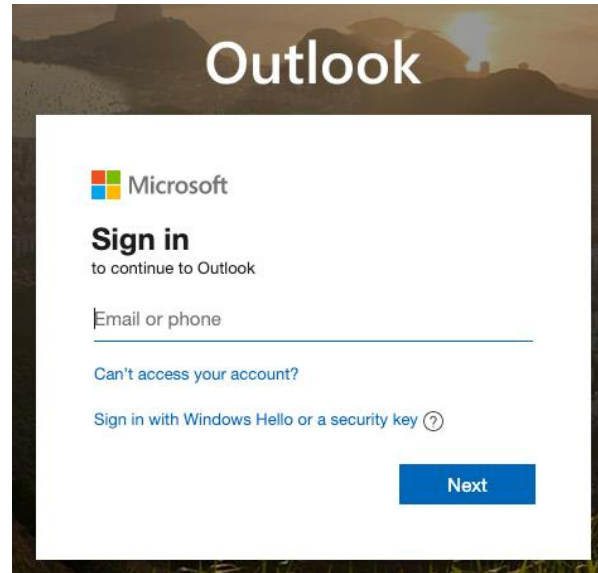 Outlook
Microsoft
Sign in
to continue to Outlook
Email or phone
Can't access your account?
Sign in with Windows Hello or a security key ?
Next